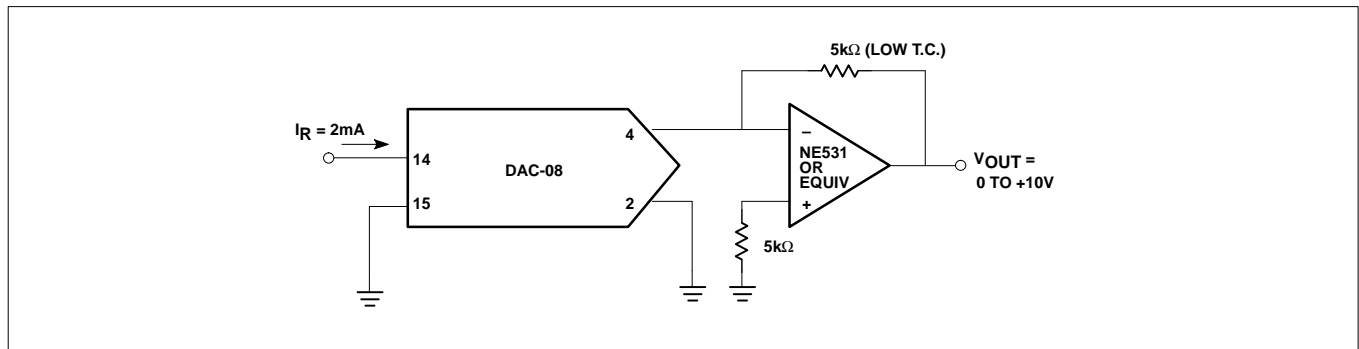 5kΩ (LOW T.C.)
IR = 2mA
14
15
DAC-08
4
2
−
NE531
OR
EQUIV
+
5kΩ
VOUT =
0 TO +10V